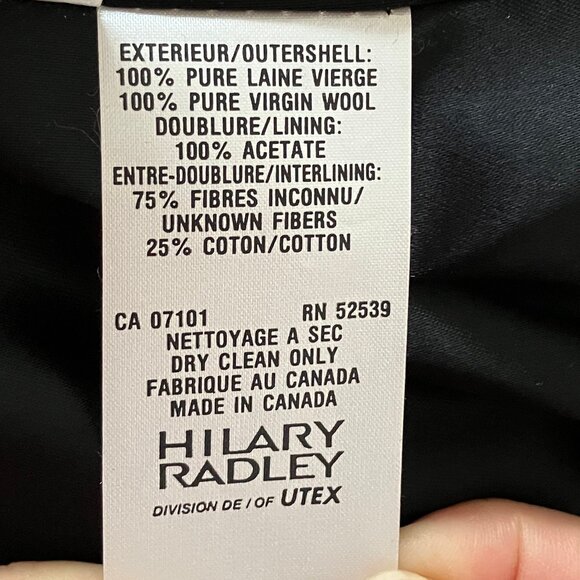 EXTERIEUR/OUTERSHELL:
100% PURE LAINE VIERGE
100% PURE VIRGIN WOOL
DOUBLURE/LINING:
100% ACETATE
ENTRE-DOUBLURE/INTERLINING:
75% FIBRES INCONNU/
UNKNOWN FIBERS
25% COTON/COTTON
CA 07101 RN 52539
NETTOYAGE A SEC
DRY CLEAN ONLY
FABRIQUE AU CANADA
MADE IN CANADA
HILARY
RADLEY
DIVISION DE / OF UTEX